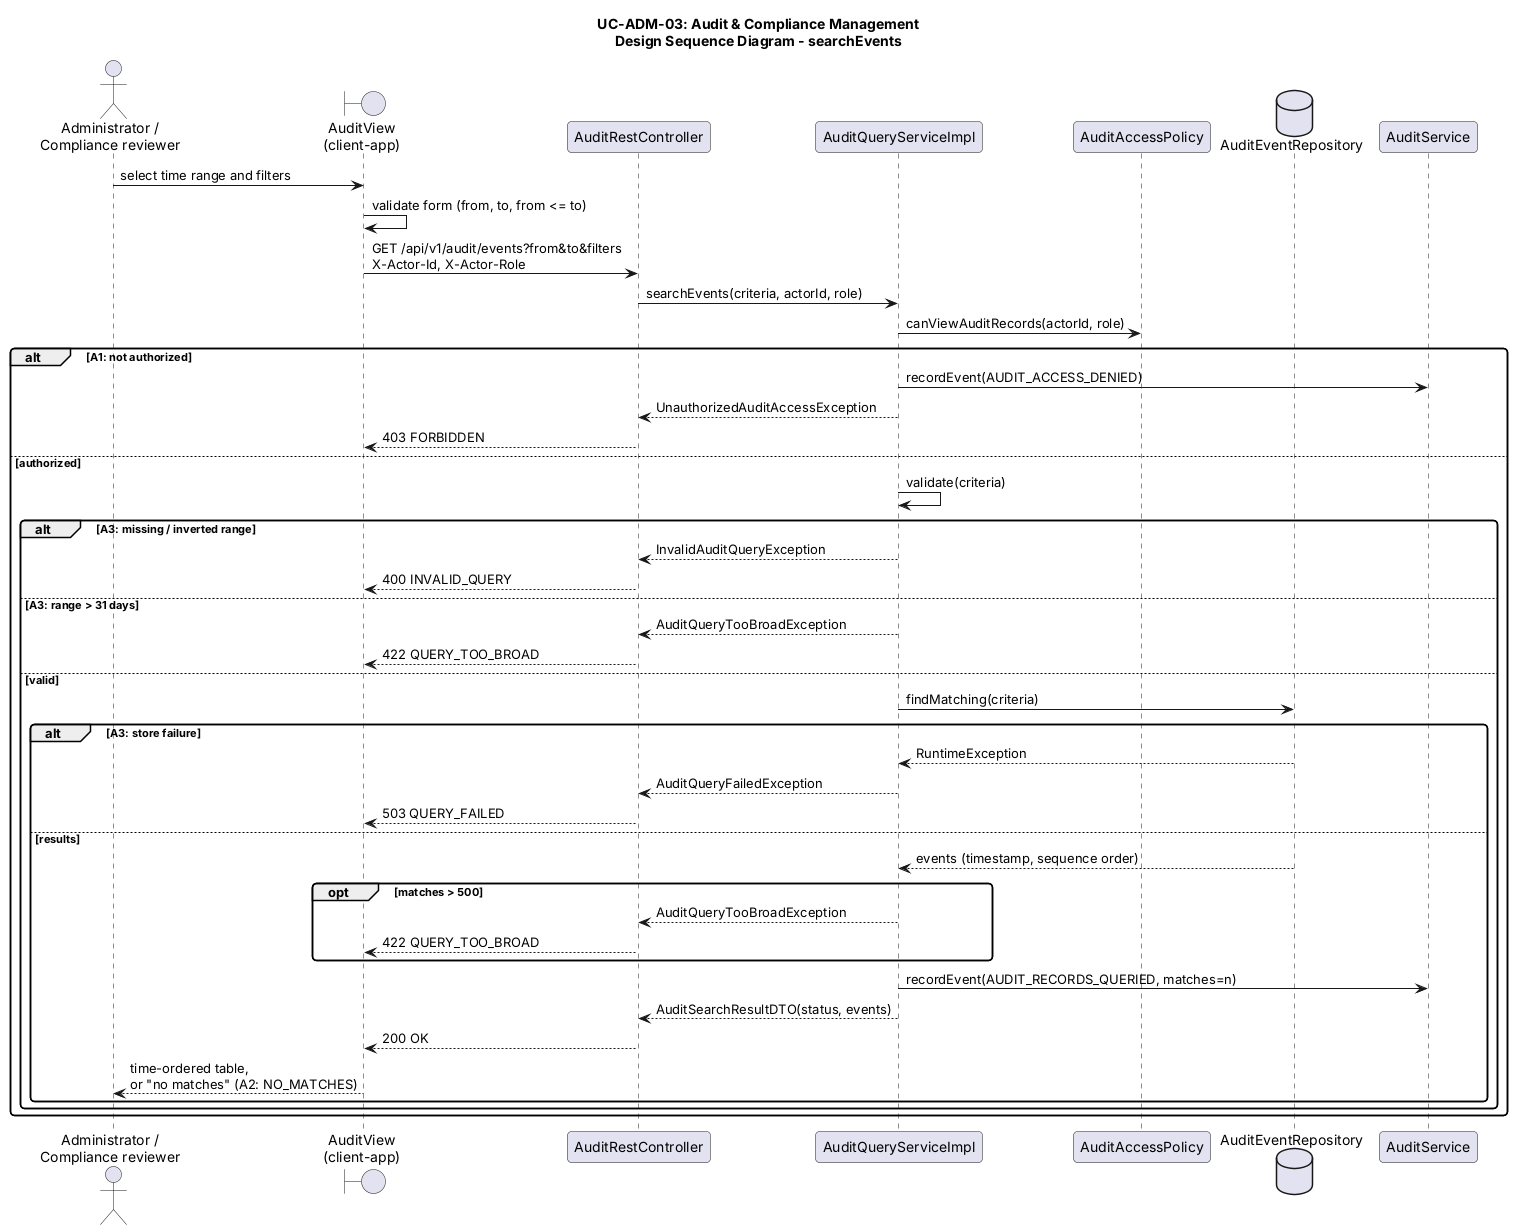 UC-ADM-03: Audit & Compliance Management
Design Sequence Diagram - searchEvents
Administrator /
Compliance reviewer
AuditView
(client-app)
AuditRestController
AuditQueryServiceImpl
AuditAccessPolicy
AuditEventRepository
AuditService
select time range and filters
validate form (from, to, from <= to)
GET /api/v1/audit/events?from&to&filters
X-Actor-Id, X-Actor-Role
searchEvents(criteria, actorId, role)
canViewAuditRecords(actorId, role)
alt [A1: not authorized]
recordEvent(AUDIT_ACCESS_DENIED)
UnauthorizedAuditAccessException
403 FORBIDDEN
[authorized]
validate(criteria)
alt [A3: missing / inverted range]
InvalidAuditQueryException
400 INVALID_QUERY
[A3: range > 31 days]
AuditQueryTooBroadException
422 QUERY_TOO_BROAD
[valid]
findMatching(criteria)
alt [A3: store failure]
RuntimeException
AuditQueryFailedException
503 QUERY_FAILED
[results]
events (timestamp, sequence order)
opt [matches > 500]
AuditQueryTooBroadException
422 QUERY_TOO_BROAD
recordEvent(AUDIT_RECORDS_QUERIED, matches=n)
AuditSearchResultDTO(status, events)
200 OK
time-ordered table,
or "no matches" (A2: NO_MATCHES)
Administrator /
Compliance reviewer
AuditView
(client-app)
AuditRestController
AuditQueryServiceImpl
AuditAccessPolicy
AuditEventRepository
AuditService